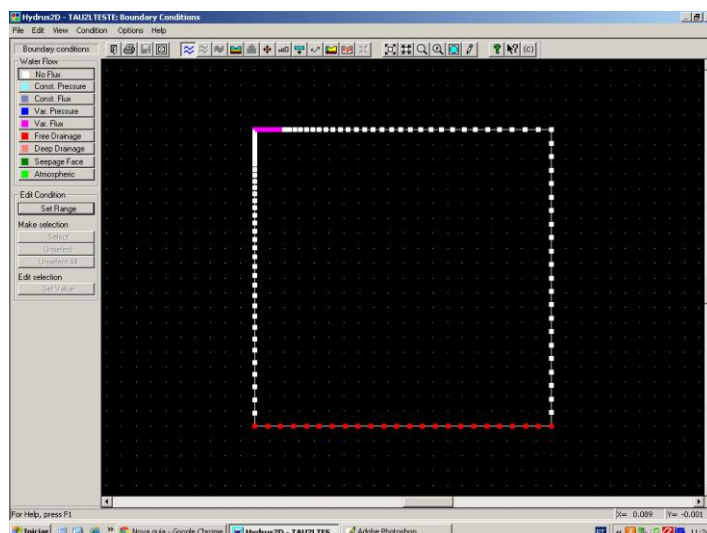 Hydrus2D - TAU2LTESTE: Boundary Conditions
File Edit View Condition Options Help
Boundary conditions
Water Flow
No Flux
Const. Pressure
Const. Flux
Var. Pressure
Var. Flux
Free Drainage
Deep Drainage
Seepage Face
Atmospheric
Edit Condition
Set Range
Make selection
Select
Unselect
Unselect All
Edit selection
Set Value
For Help, press F1
X= 0.089 Y= -0.001
Iniciar Nova guia - Google Chrome Hydrus2D - TAU2LTES... Adobe Photoshop